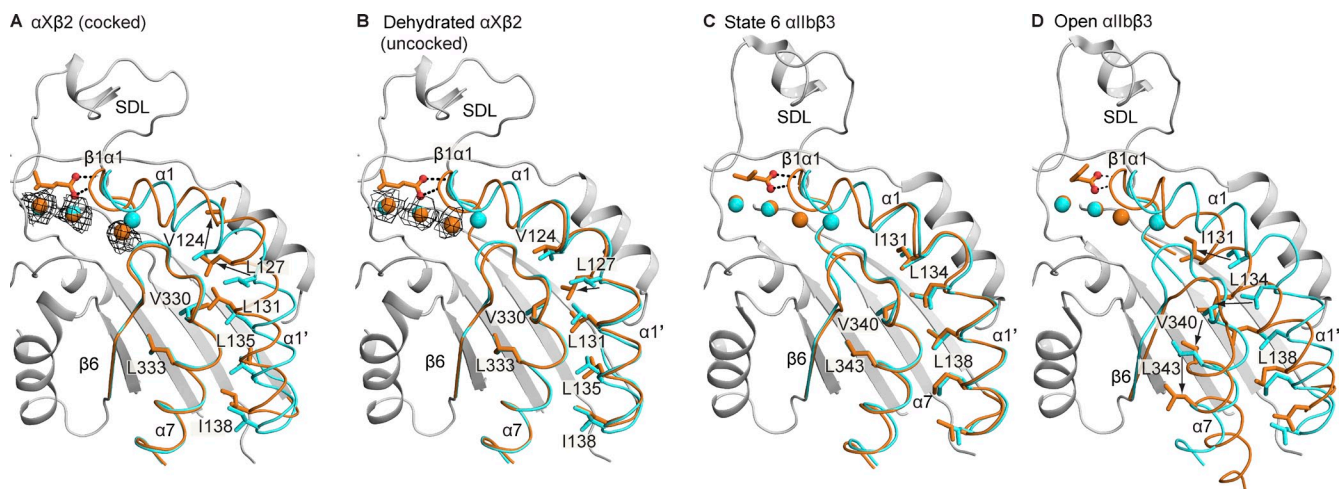 A αXβ2 (cocked)
SDL
β1α1
α1
V124
L127
V330
L131
L135
α1'
β6
L333
α7
I138
B Dehydrated αXβ2
(uncocked)
SDL
β1α1
α1
V124
L127
V330
L131
α1'
β6
L333
L135
α7
I138
C State 6 αIIbβ3
SDL
β1α1
α1
I131
L134
V340
α1'
L138
β6
L343
α7
D Open αIIbβ3
SDL
β1α1
α1
I131
L134
V340
α1'
L138
β6
L343
α7